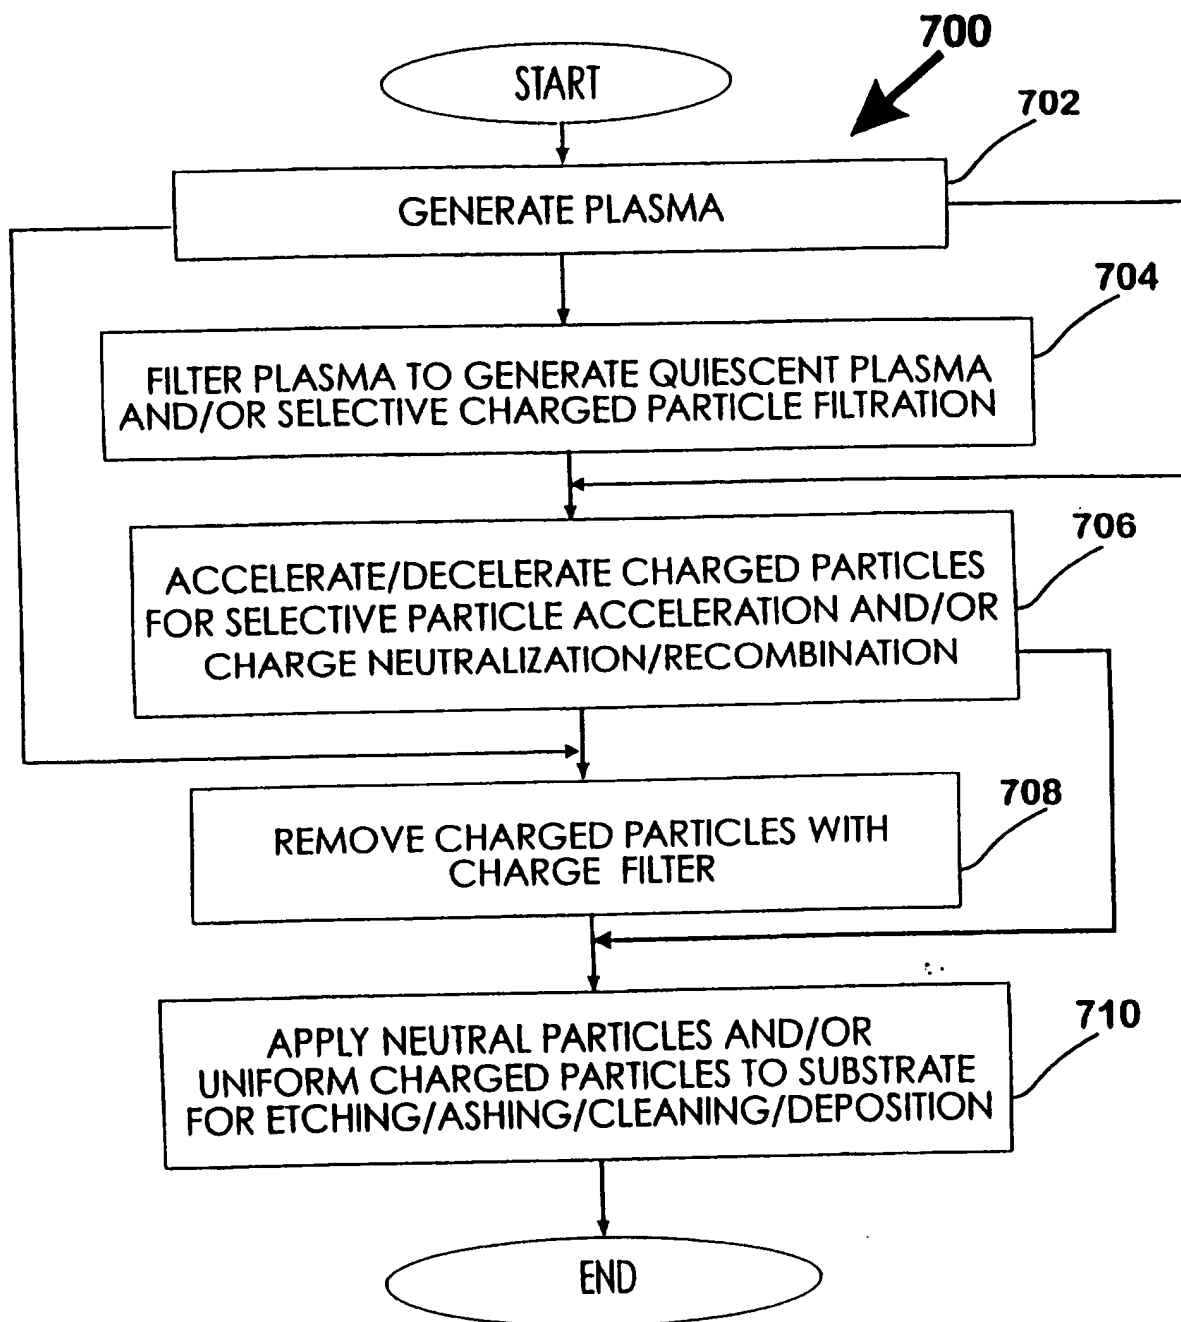 700
START
702
GENERATE PLASMA
704
FILTER PLASMA TO GENERATE QUIESCENT PLASMA
AND/OR SELECTIVE CHARGED PARTICLE FILTRATION
706
ACCELERATE/DECELERATE CHARGED PARTICLES
FOR SELECTIVE PARTICLE ACCELERATION AND/OR
CHARGE NEUTRALIZATION/RECOMBINATION
708
REMOVE CHARGED PARTICLES WITH
CHARGE FILTER
710
APPLY NEUTRAL PARTICLES AND/OR
UNIFORM CHARGED PARTICLES TO SUBSTRATE
FOR ETCHING/ASHING/CLEANING/DEPOSITION
END